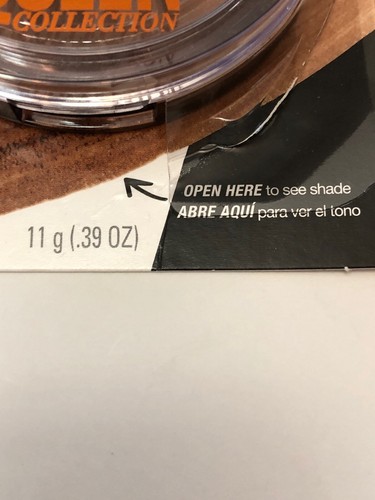 COLLECTION
OPEN HERE to see shade
ABRE AQUÍ para ver el tono
11 g (.39 OZ)